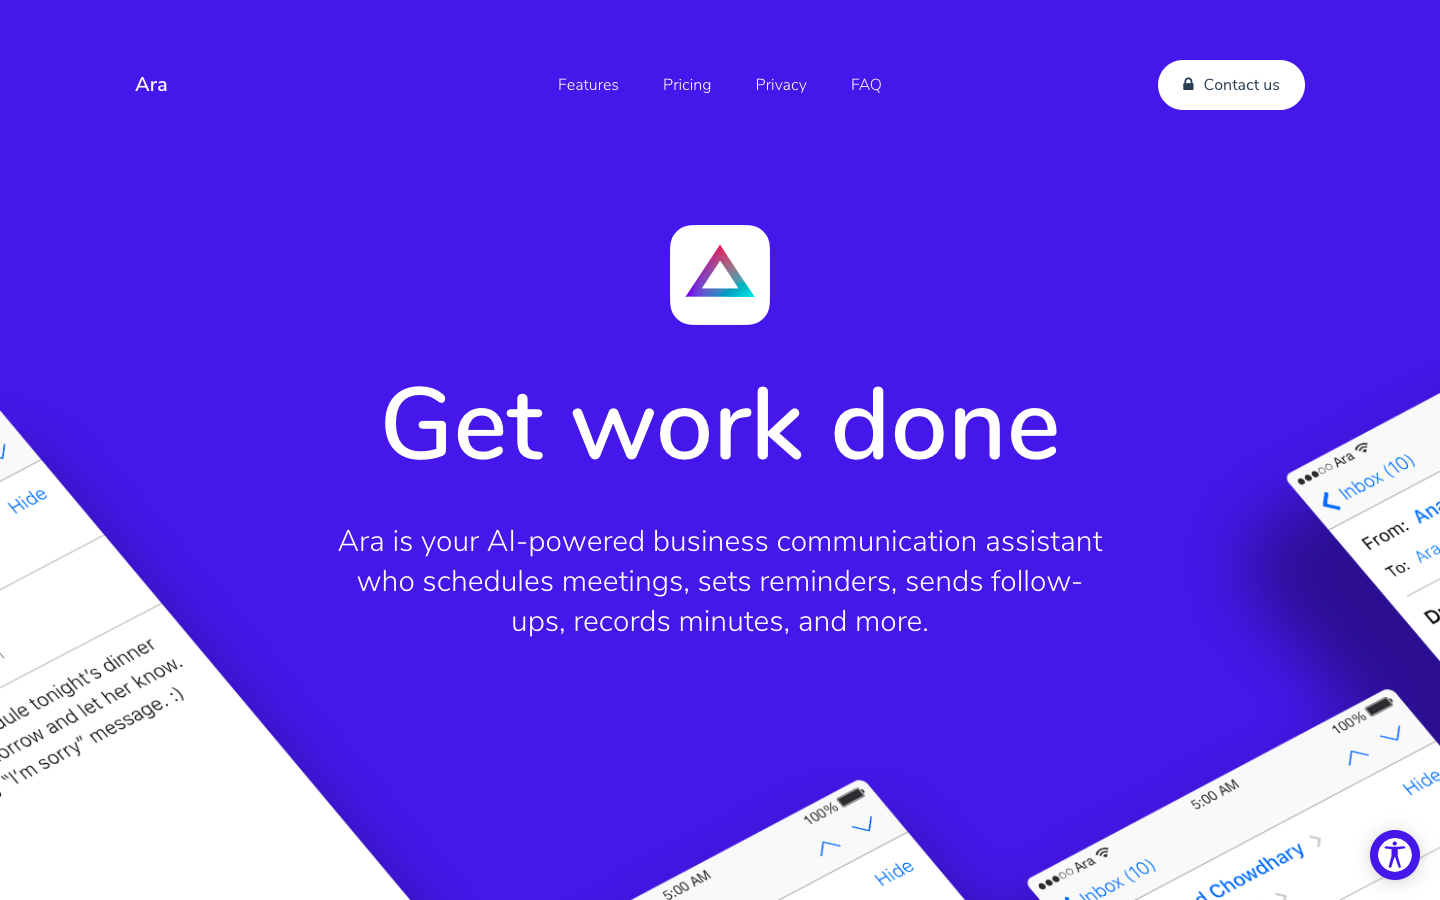 Ara
Features
Pricing
Privacy
FAQ
Contact us
Get work done
Ara is your AI-powered business communication assistant
who schedules meetings, sets reminders, sends follow-
ups, records minutes, and more.
Hide
tonight's dinner
and let her know.
"I'm sorry" message. :)
Ara
Inbox (10)
From:
To: Ara
100%
5:00 AM
Hide
100%
5:00 AM
Hide
Ara
Inbox (10)
Chowdhary